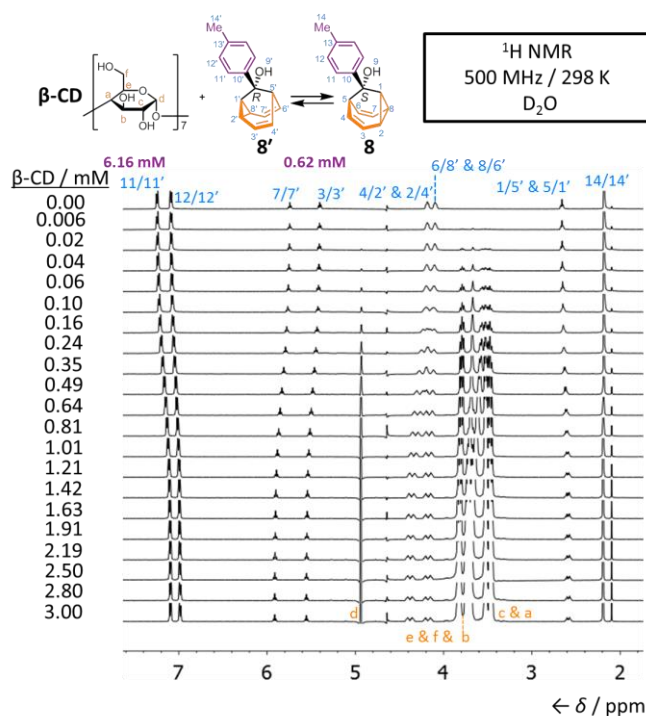 14'
CH₃
13'
12'
11'
10'
9'
OH
R
1'
5'
8'
7'
6'
2'
4'
3'
8'
14
CH₃
13
12
11
10
9
OH
S
5
1
6
7
8
4
2
3
8
β-CD
HO
f
e
a
O
HO
d
b
OH
c
O
7
+
¹H NMR
500 MHz / 298 K
D₂O
6.16 mM
0.62 mM
β-CD / mM
11/11'
12/12'
7/7'
3/3'
4/2' & 2/4'
6/8' & 8/6'
1/5' & 5/1'
14/14'
0.00
0.006
0.02
0.04
0.06
0.10
0.16
0.24
0.35
0.49
0.64
0.81
1.01
1.21
1.42
1.63
1.91
2.19
2.50
2.80
3.00
d
c & a
e & f & b
7
6
5
4
3
2
← δ / ppm